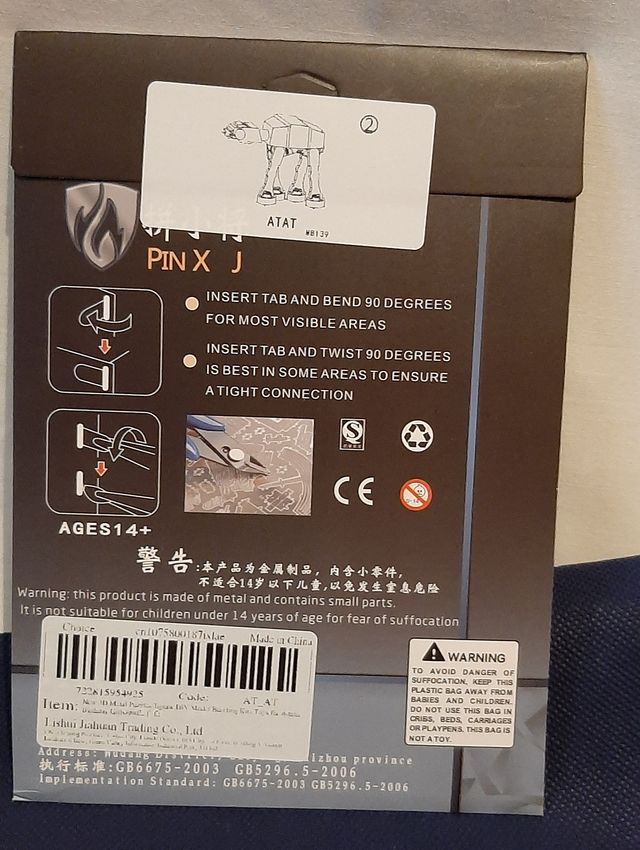 ②
ATAT
WB139
PIN X J
INSERT TAB AND BEND 90 DEGREES
FOR MOST VISIBLE AREAS
INSERT TAB AND TWIST 90 DEGREES
IS BEST IN SOME AREAS TO ENSURE
A TIGHT CONNECTION
CE
AGES14+
警告:本产品为金属制品，内含小零件，
不适合14岁以下儿童,以免发生窒息危险
Warning: this product is made of metal and contains small parts.
It is not suitable for children under 14 years of age for fear of suffocation
Choice Made in China
Code: AT_AT
Item:
Lishui Jiahuan Trading Co., Ltd
WARNING
TO AVOID DANGER OF
SUFFOCATION, KEEP THIS
PLASTIC BAG AWAY FROM
BABIES AND CHILDREN.
DO NOT USE THIS BAG IN
CRIBS, BEDS, CARRIAGES
OR PLAYPENS. THIS BAG IS
NOT A TOY.
Address: province
执行标准:GB6675-2003 GB5296.5-2006
Implementation Standard: GB6675-2003 GB5296.5-2006